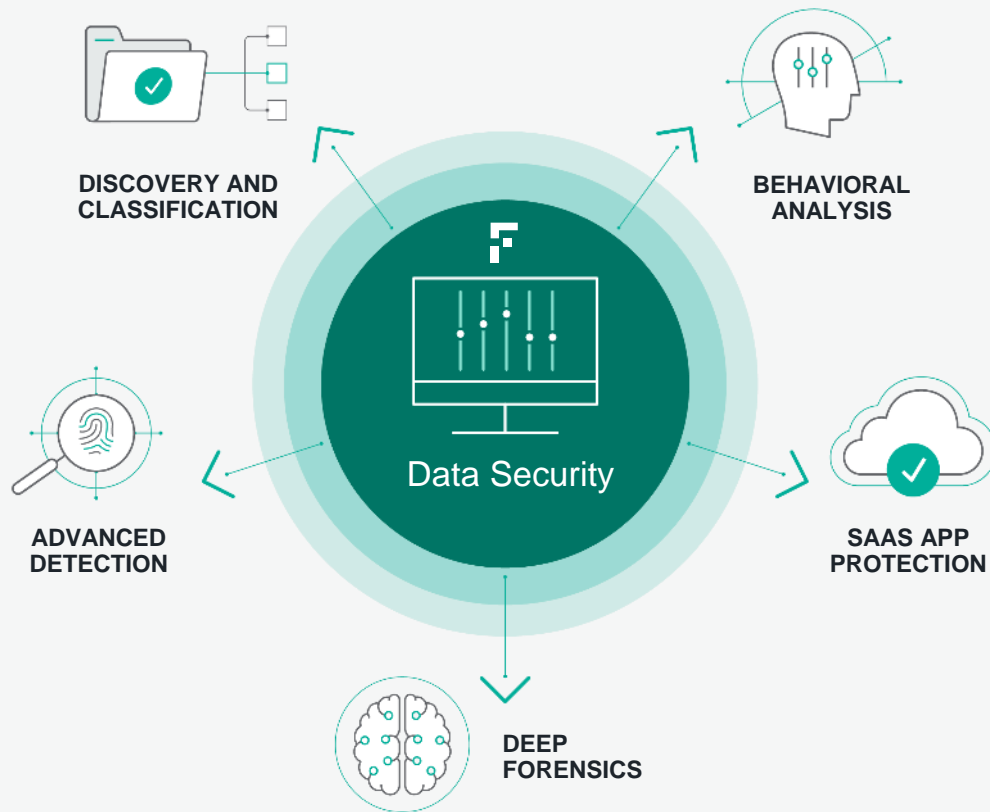 DISCOVERY AND
CLASSIFICATION
BEHAVIORAL
ANALYSIS
Data Security
ADVANCED
DETECTION
SAAS APP
PROTECTION
DEEP
FORENSICS